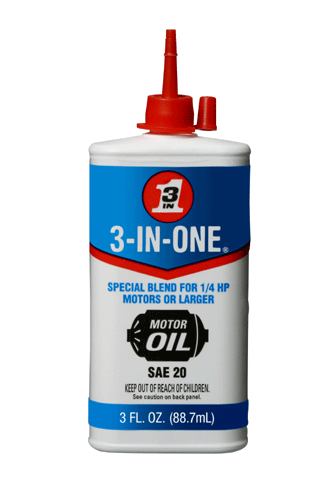 3
IN
1
3-IN-ONE®
SPECIAL BLEND FOR 1/4 HP
MOTORS OR LARGER
MOTOR
OIL
SAE 20
KEEP OUT OF REACH OF CHILDREN.
See caution on back panel.
3 FL. OZ. (88.7mL)